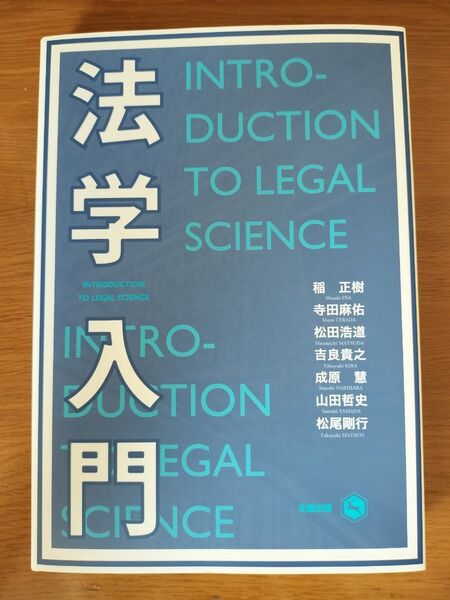 法学入門
INTRO-
DUCTION
TO LEGAL
SCIENCE
INTRODUCTION
TO LEGAL SCIENCE
稲 正樹
Masaki INA
寺田麻佑
Mayu TERADA
松田浩道
Hiromichi MATSUDA
吉良貴之
Takayuki KIRA
成原 慧
Satoshi NARIHARA
山田哲史
Satoshi YAMADA
松尾剛行
Takayuki MATSUO
INTRO-
DUCTION
TO LEGAL
SCIENCE
北樹出版